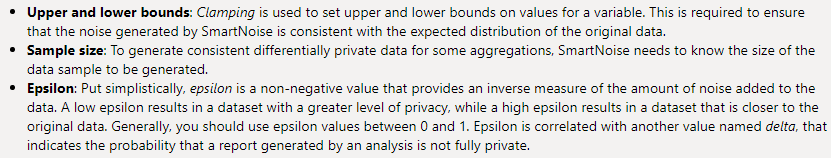 • Upper and lower bounds: Clamping is used to set upper and lower bounds on values for a variable. This is required to ensure
that the noise generated by SmartNoise is consistent with the expected distribution of the original data.
• Sample size: To generate consistent differentially private data for some aggregations, SmartNoise needs to know the size of the
data sample to be generated.
• Epsilon: Put simplistically, epsilon is a non-negative value that provides an inverse measure of the amount of noise added to the
data. A low epsilon results in a dataset with a greater level of privacy, while a high epsilon results in a dataset that is closer to the
original data. Generally, you should use epsilon values between 0 and 1. Epsilon is correlated with another value named delta, that
indicates the probability that a report generated by an analysis is not fully private.